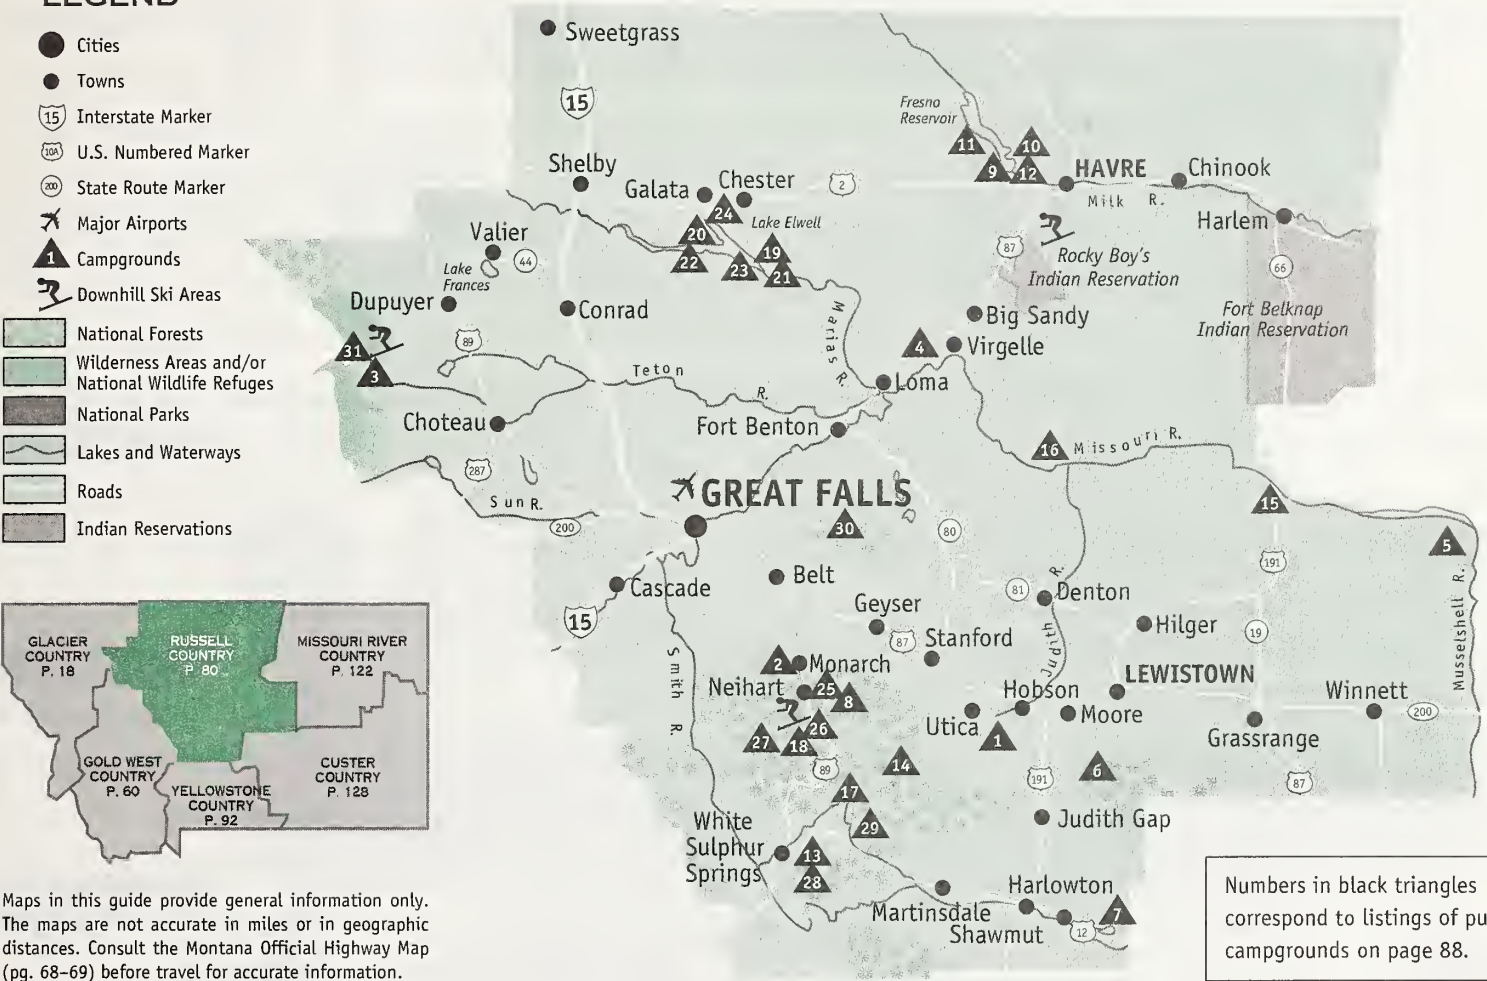 LEGEND
Cities
Towns
15 Interstate Marker
10A U.S. Numbered Marker
200 State Route Marker
Major Airports
1 Campgrounds
Downhill Ski Areas
National Forests
Wilderness Areas and/or
National Wildlife Refuges
National Parks
Lakes and Waterways
Roads
Indian Reservations
GLACIER
COUNTRY
P. 18
RUSSELL
COUNTRY
P 80
MISSOURI RIVER
COUNTRY
P. 122
GOLD WEST
COUNTRY
P. 60
YELLOWSTONE
COUNTRY
P. 92
CUSTER
COUNTRY
P. 128
Maps in this guide provide general information only.
The maps are not accurate in miles or in geographic
distances. Consult the Montana Official Highway Map
(pg. 68–69) before travel for accurate information.
Sweetgrass
15
Fresno
Reservoir
11
10
9
12
HAVRE
Chinook
Milk R.
Harlem
Shelby
Galata
Chester
2
24
Lake Elwell
20
19
22
23
21
87
Rocky Boy's
Indian Reservation
66
Fort Belknap
Indian Reservation
Valier
44
Lake
Frances
Dupuyer
Conrad
89
31
3
Marias R.
Big Sandy
4
Virgelle
Loma
Teton R.
Choteau
Fort Benton
287
Sun R.
200
16
Missouri R.
15
5
GREAT FALLS
30
80
191
Cascade
Belt
15
81
Denton
Judith R.
Musselshell R.
Geyser
87
Stanford
Hilger
19
Smith R.
2
Monarch
Neihart
25
8
26
27
18
89
14
LEWISTOWN
Hobson
Utica
Moore
1
Winnett
200
Grassrange
6
191
87
17
29
Judith Gap
White
Sulphur
Springs
13
28
Martinsdale
Harlowton
Shawmut
7
12
Numbers in black triangles
correspond to listings of pu
campgrounds on page 88.